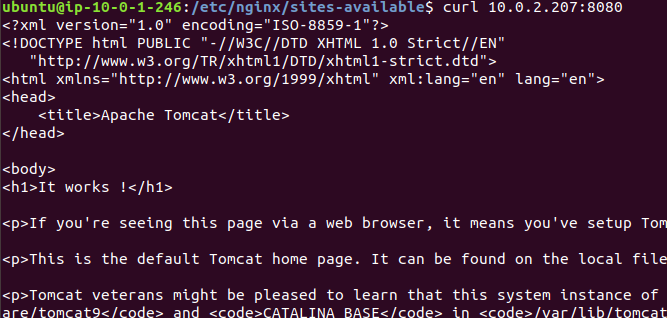 ubuntu@ip-10-0-1-246:/etc/nginx/sites-available$ curl 10.0.2.207:8080
<?xml version="1.0" encoding="ISO-8859-1"?>
<!DOCTYPE html PUBLIC "-//W3C//DTD XHTML 1.0 Strict//EN"
   "http://www.w3.org/TR/xhtml1/DTD/xhtml1-strict.dtd">
<html xmlns="http://www.w3.org/1999/xhtml" xml:lang="en" lang="en">
<head>
    <title>Apache Tomcat</title>
</head>

<body>
<h1>It works !</h1>

<p>If you're seeing this page via a web browser, it means you've setup Tom

<p>This is the default Tomcat home page. It can be found on the local file

<p>Tomcat veterans might be pleased to learn that this system instance of
are/tomcat9</code> and <code>CATALINA_BASE</code> in <code>/var/lib/tomcat